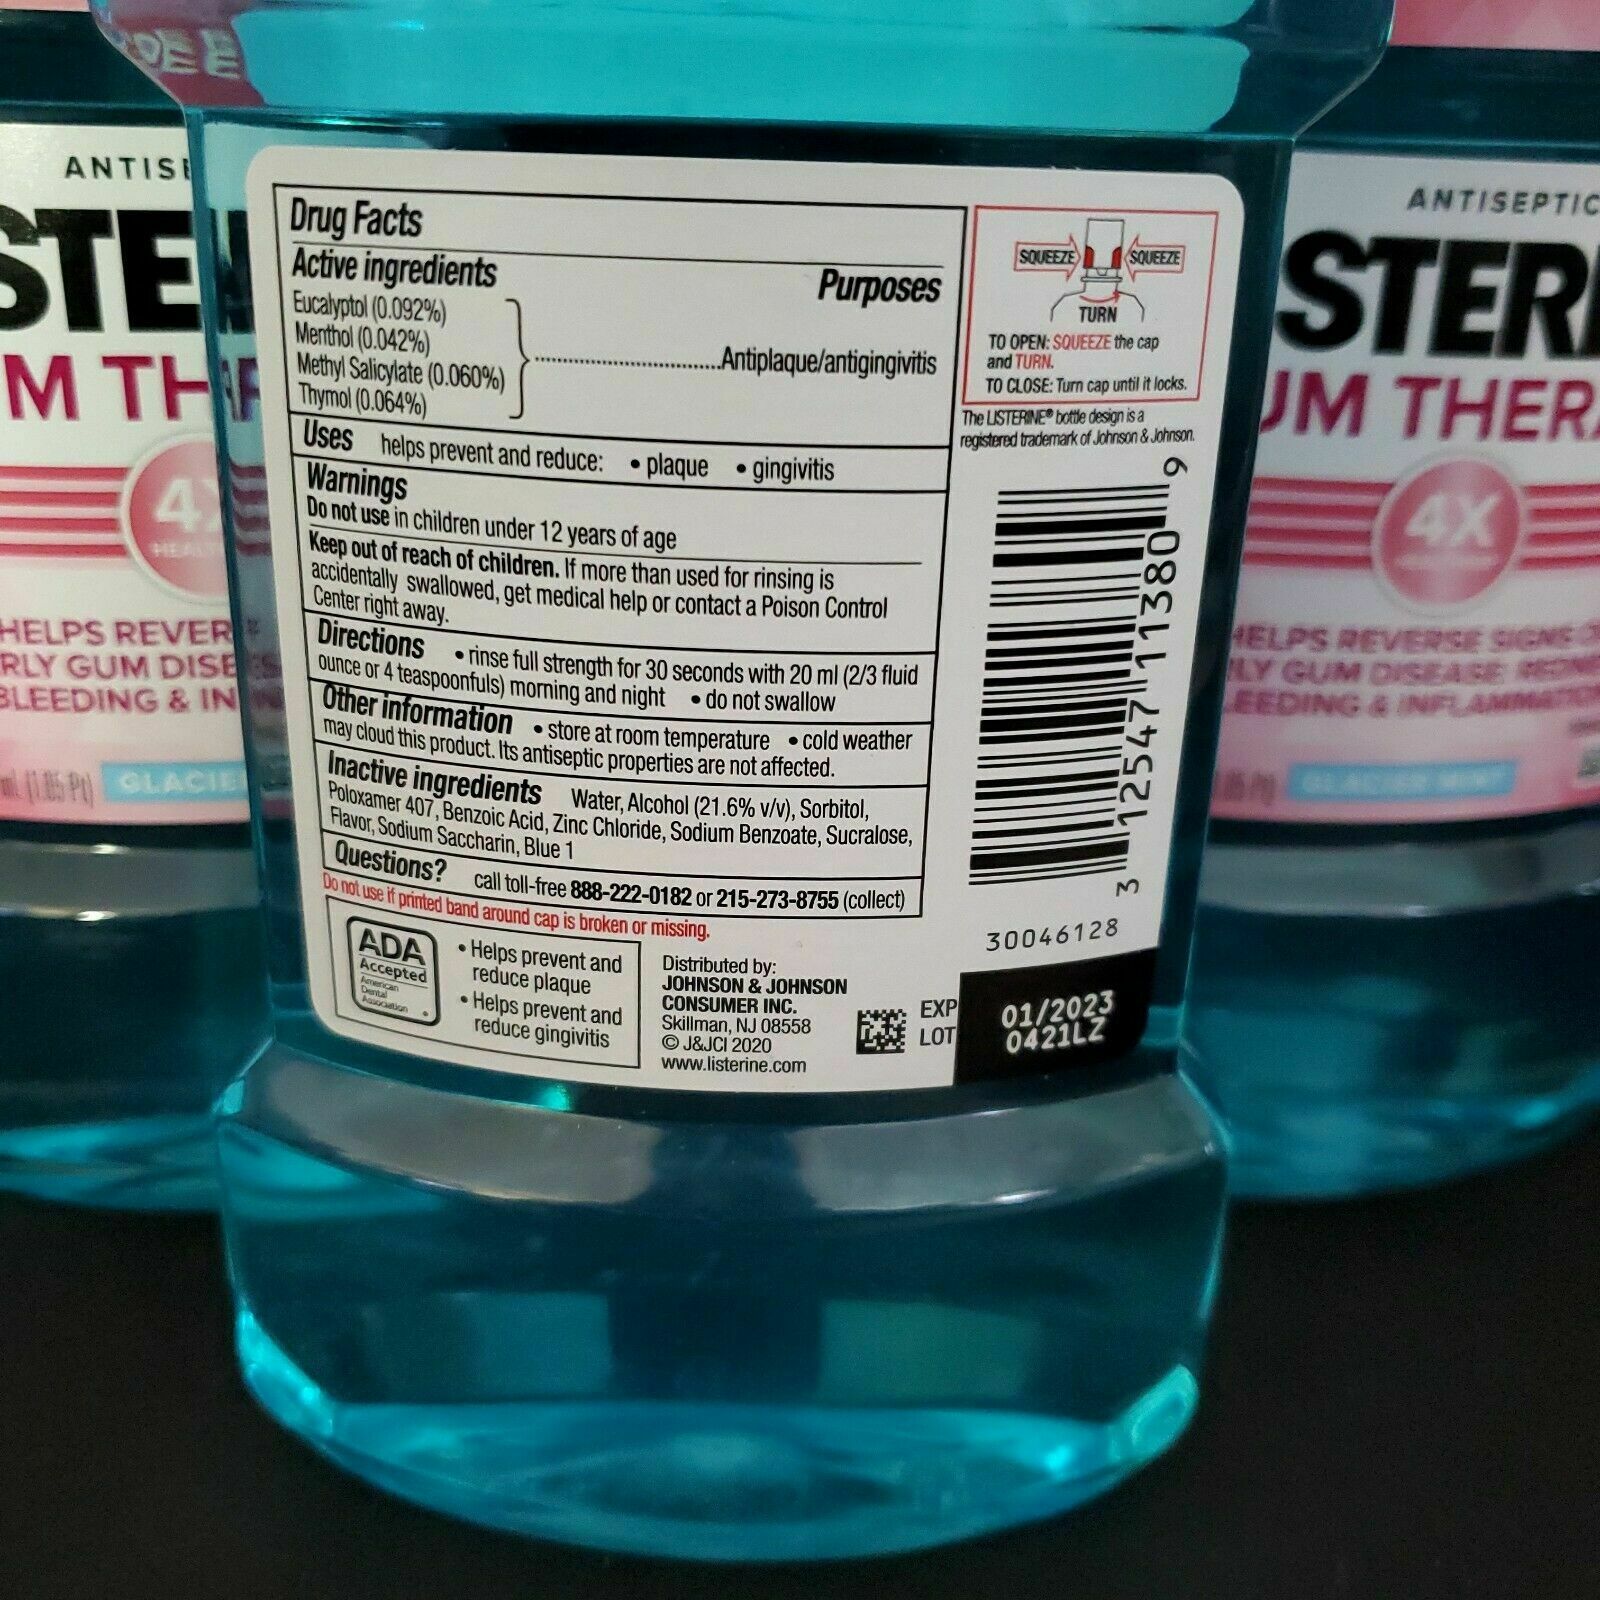 ANTISE
STE
M TH
4X
HELPS REVER
RLY GUM DISE
BLEEDING & IN
(1.05 Pt) GLACIE
Drug Facts
Active ingredients Purposes
Eucalyptol (0.092%)
Menthol (0.042%)
Methyl Salicylate (0.060%) ..............................Antiplaque/antigingivitis
Thymol (0.064%)
Uses helps prevent and reduce: • plaque • gingivitis
Warnings
Do not use in children under 12 years of age
Keep out of reach of children. If more than used for rinsing is
accidentally swallowed, get medical help or contact a Poison Control
Center right away.
Directions • rinse full strength for 30 seconds with 20 ml (2/3 fluid
ounce or 4 teaspoonfuls) morning and night • do not swallow
Other information • store at room temperature • cold weather
may cloud this product. Its antiseptic properties are not affected.
Inactive ingredients Water, Alcohol (21.6% v/v), Sorbitol,
Poloxamer 407, Benzoic Acid, Zinc Chloride, Sodium Benzoate, Sucralose,
Flavor, Sodium Saccharin, Blue 1
Questions? call toll-free 888-222-0182 or 215-273-8755 (collect)
Do not use if printed band around cap is broken or missing.
ADA
Accepted
American
Dental
Association
• Helps prevent and
reduce plaque
• Helps prevent and
reduce gingivitis
Distributed by:
JOHNSON & JOHNSON
CONSUMER INC.
Skillman, NJ 08558
© J&JCI 2020
www.listerine.com
SQUEEZE SQUEEZE
TURN
TO OPEN: SQUEEZE the cap
and TURN.
TO CLOSE: Turn cap until it locks.
The LISTERINE® bottle design is a
registered trademark of Johnson & Johnson.
3 12547 11380 9
30046128
EXP 01/2023
LOT 0421LZ
ANTISEPTIC
STERI
UM THERA
4X
HELPS REVERSE SIGNS O
RLY GUM DISEASE
LEEDING & INFLAMMATION
GLACIER MINT